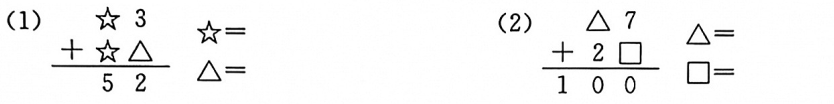 (1) ☆ 3
+ ☆ △
5 2
☆=
△=
(2) △ 7
+ 2 □
1 0 0
△=
□=